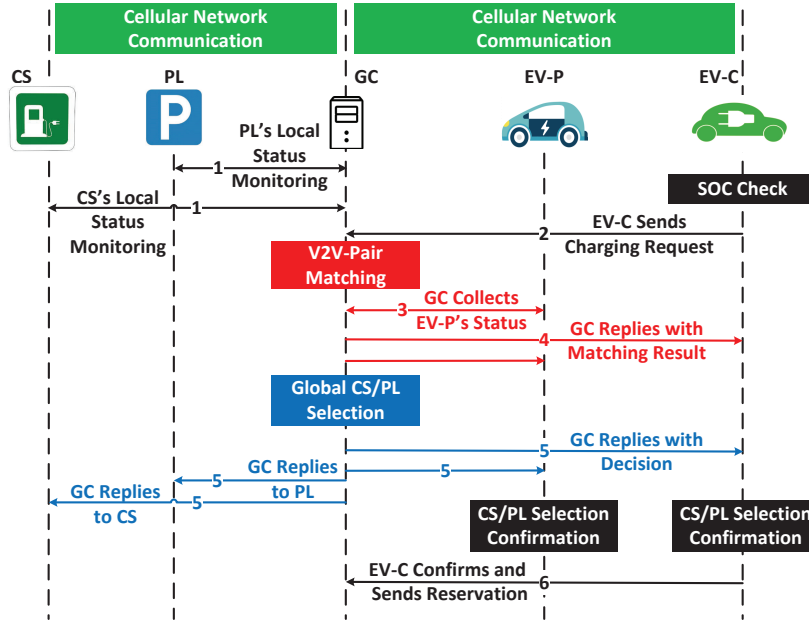 Cellular Network
Communication
Cellular Network
Communication
CS
PL
GC
EV-P
EV-C
P
PL's Local
Status
Monitoring
1
SOC Check
CS's Local
Status
Monitoring
1
EV-C Sends
Charging Request
2
V2V-Pair
Matching
GC Collects
EV-P's Status
3
GC Replies with
Matching Result
4
Global CS/PL
Selection
GC Replies with
Decision
5
5
GC Replies
to PL
5
GC Replies
to CS
5
CS/PL Selection
Confirmation
CS/PL Selection
Confirmation
EV-C Confirms and
Sends Reservation
6